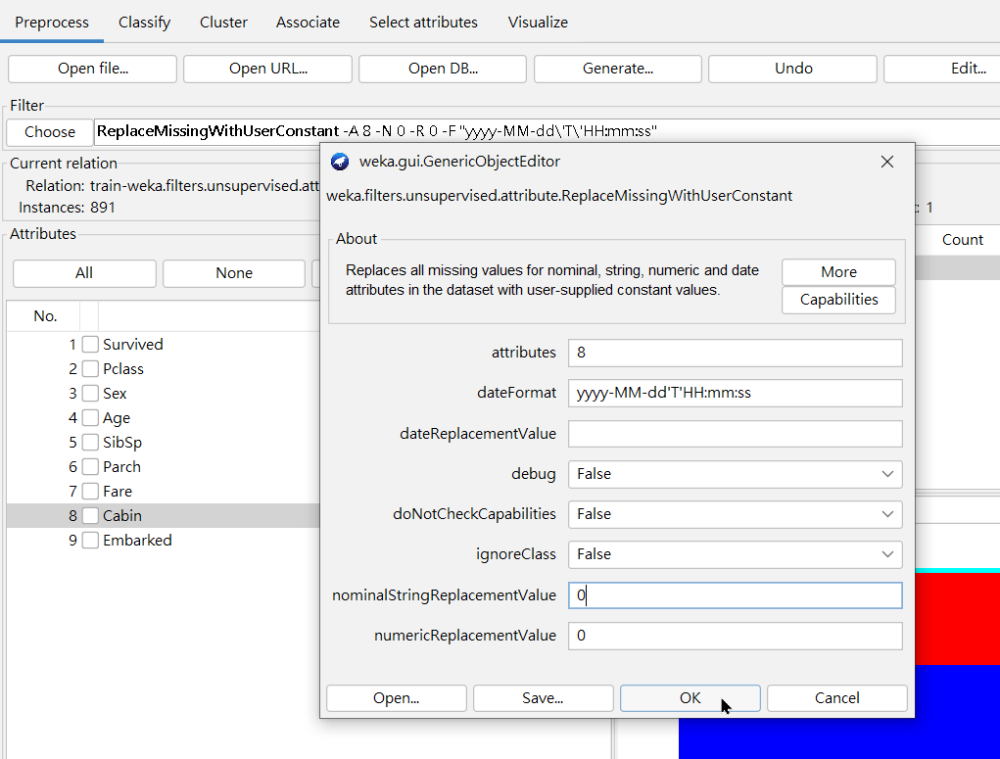 Preprocess Classify Cluster Associate Select attributes Visualize
Open file... Open URL... Open DB... Generate... Undo Edit...
Filter
Choose ReplaceMissingWithUserConstant -A 8 -N 0 -R 0 -F "yyyy-MM-dd\'T\'HH:mm:ss"
Current relation
Relation: train-weka.filters.unsupervised.att
Instances: 891
: 1
Attributes
All None
Count
No.
1 Survived
2 Pclass
3 Sex
4 Age
5 SibSp
6 Parch
7 Fare
8 Cabin
9 Embarked
weka.gui.GenericObjectEditor
weka.filters.unsupervised.attribute.ReplaceMissingWithUserConstant
About
Replaces all missing values for nominal, string, numeric and date
attributes in the dataset with user-supplied constant values.
More
Capabilities
attributes 8
dateFormat yyyy-MM-dd'T'HH:mm:ss
dateReplacementValue
debug False
doNotCheckCapabilities False
ignoreClass False
nominalStringReplacementValue 0
numericReplacementValue 0
Open... Save... OK Cancel